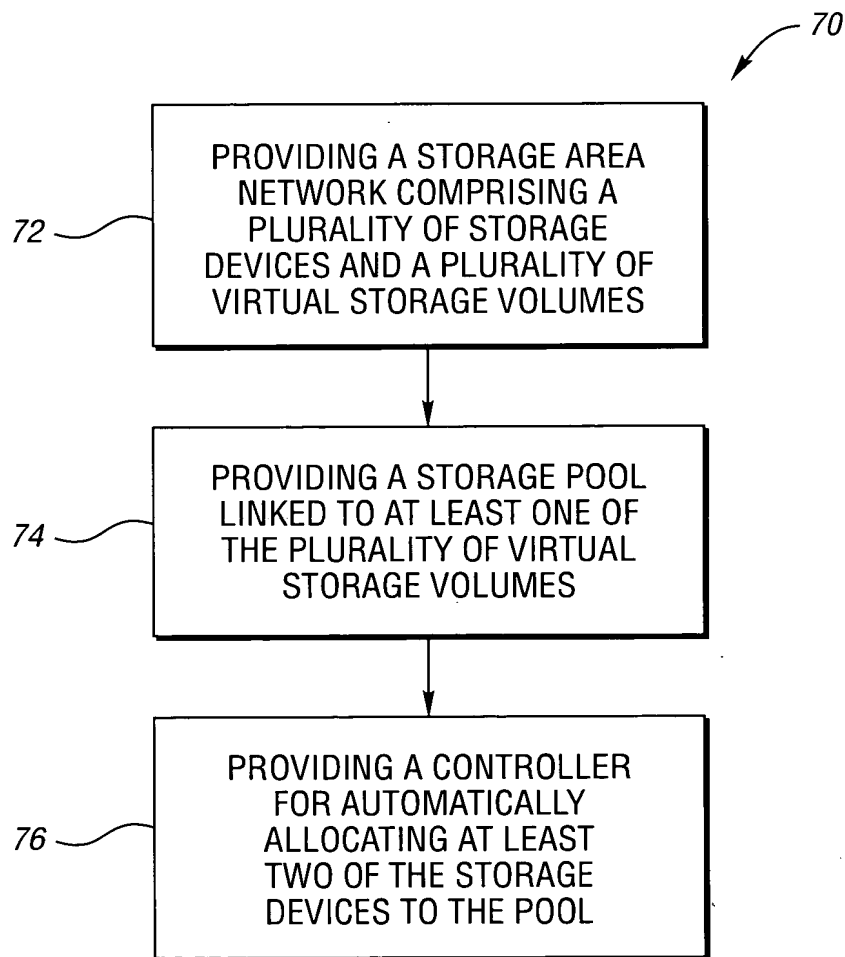 70
PROVIDING A STORAGE AREA
NETWORK COMPRISING A
PLURALITY OF STORAGE
DEVICES AND A PLURALITY OF
VIRTUAL STORAGE VOLUMES
72
PROVIDING A STORAGE POOL
LINKED TO AT LEAST ONE OF
THE PLURALITY OF VIRTUAL
STORAGE VOLUMES
74
PROVIDING A CONTROLLER
FOR AUTOMATICALLY
ALLOCATING AT LEAST
TWO OF THE STORAGE
DEVICES TO THE POOL
76